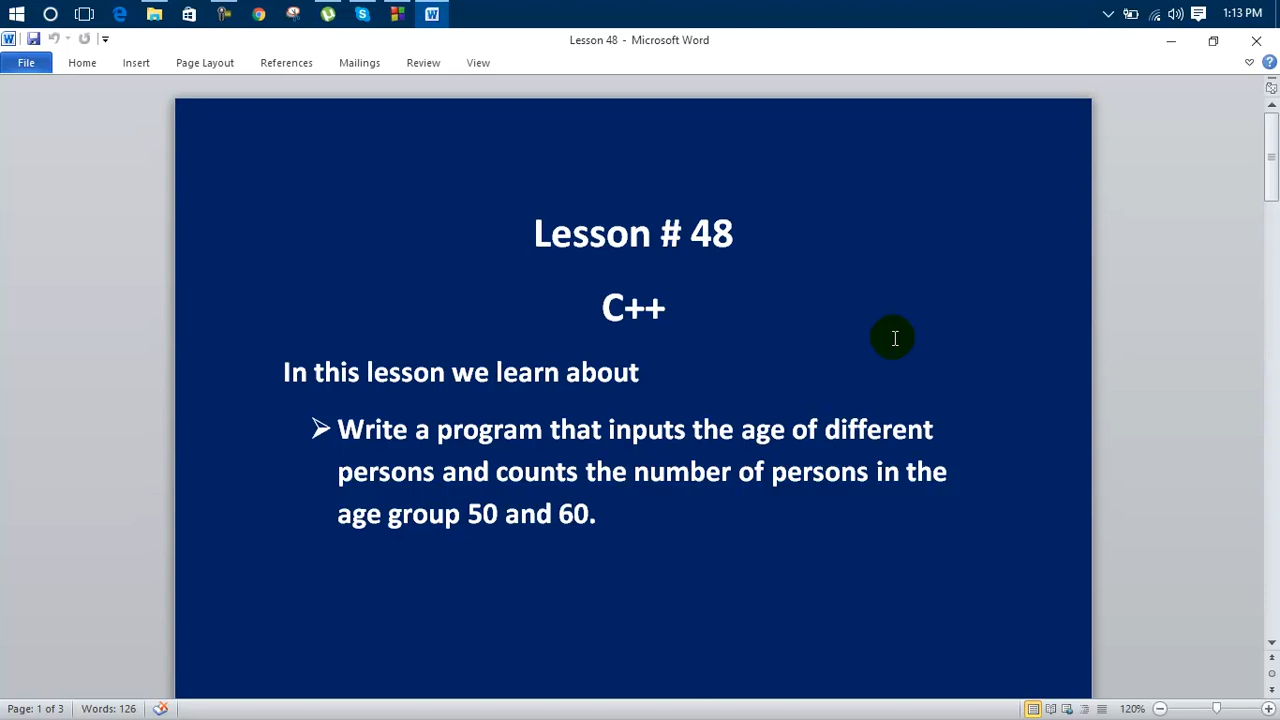 1:13 PM
Lesson 48 - Microsoft Word
File Home Insert Page Layout References Mailings Review View
Lesson # 48
C++
In this lesson we learn about
➢ Write a program that inputs the age of different
persons and counts the number of persons in the
age group 50 and 60.
Page: 1 of 3 Words: 126 120%